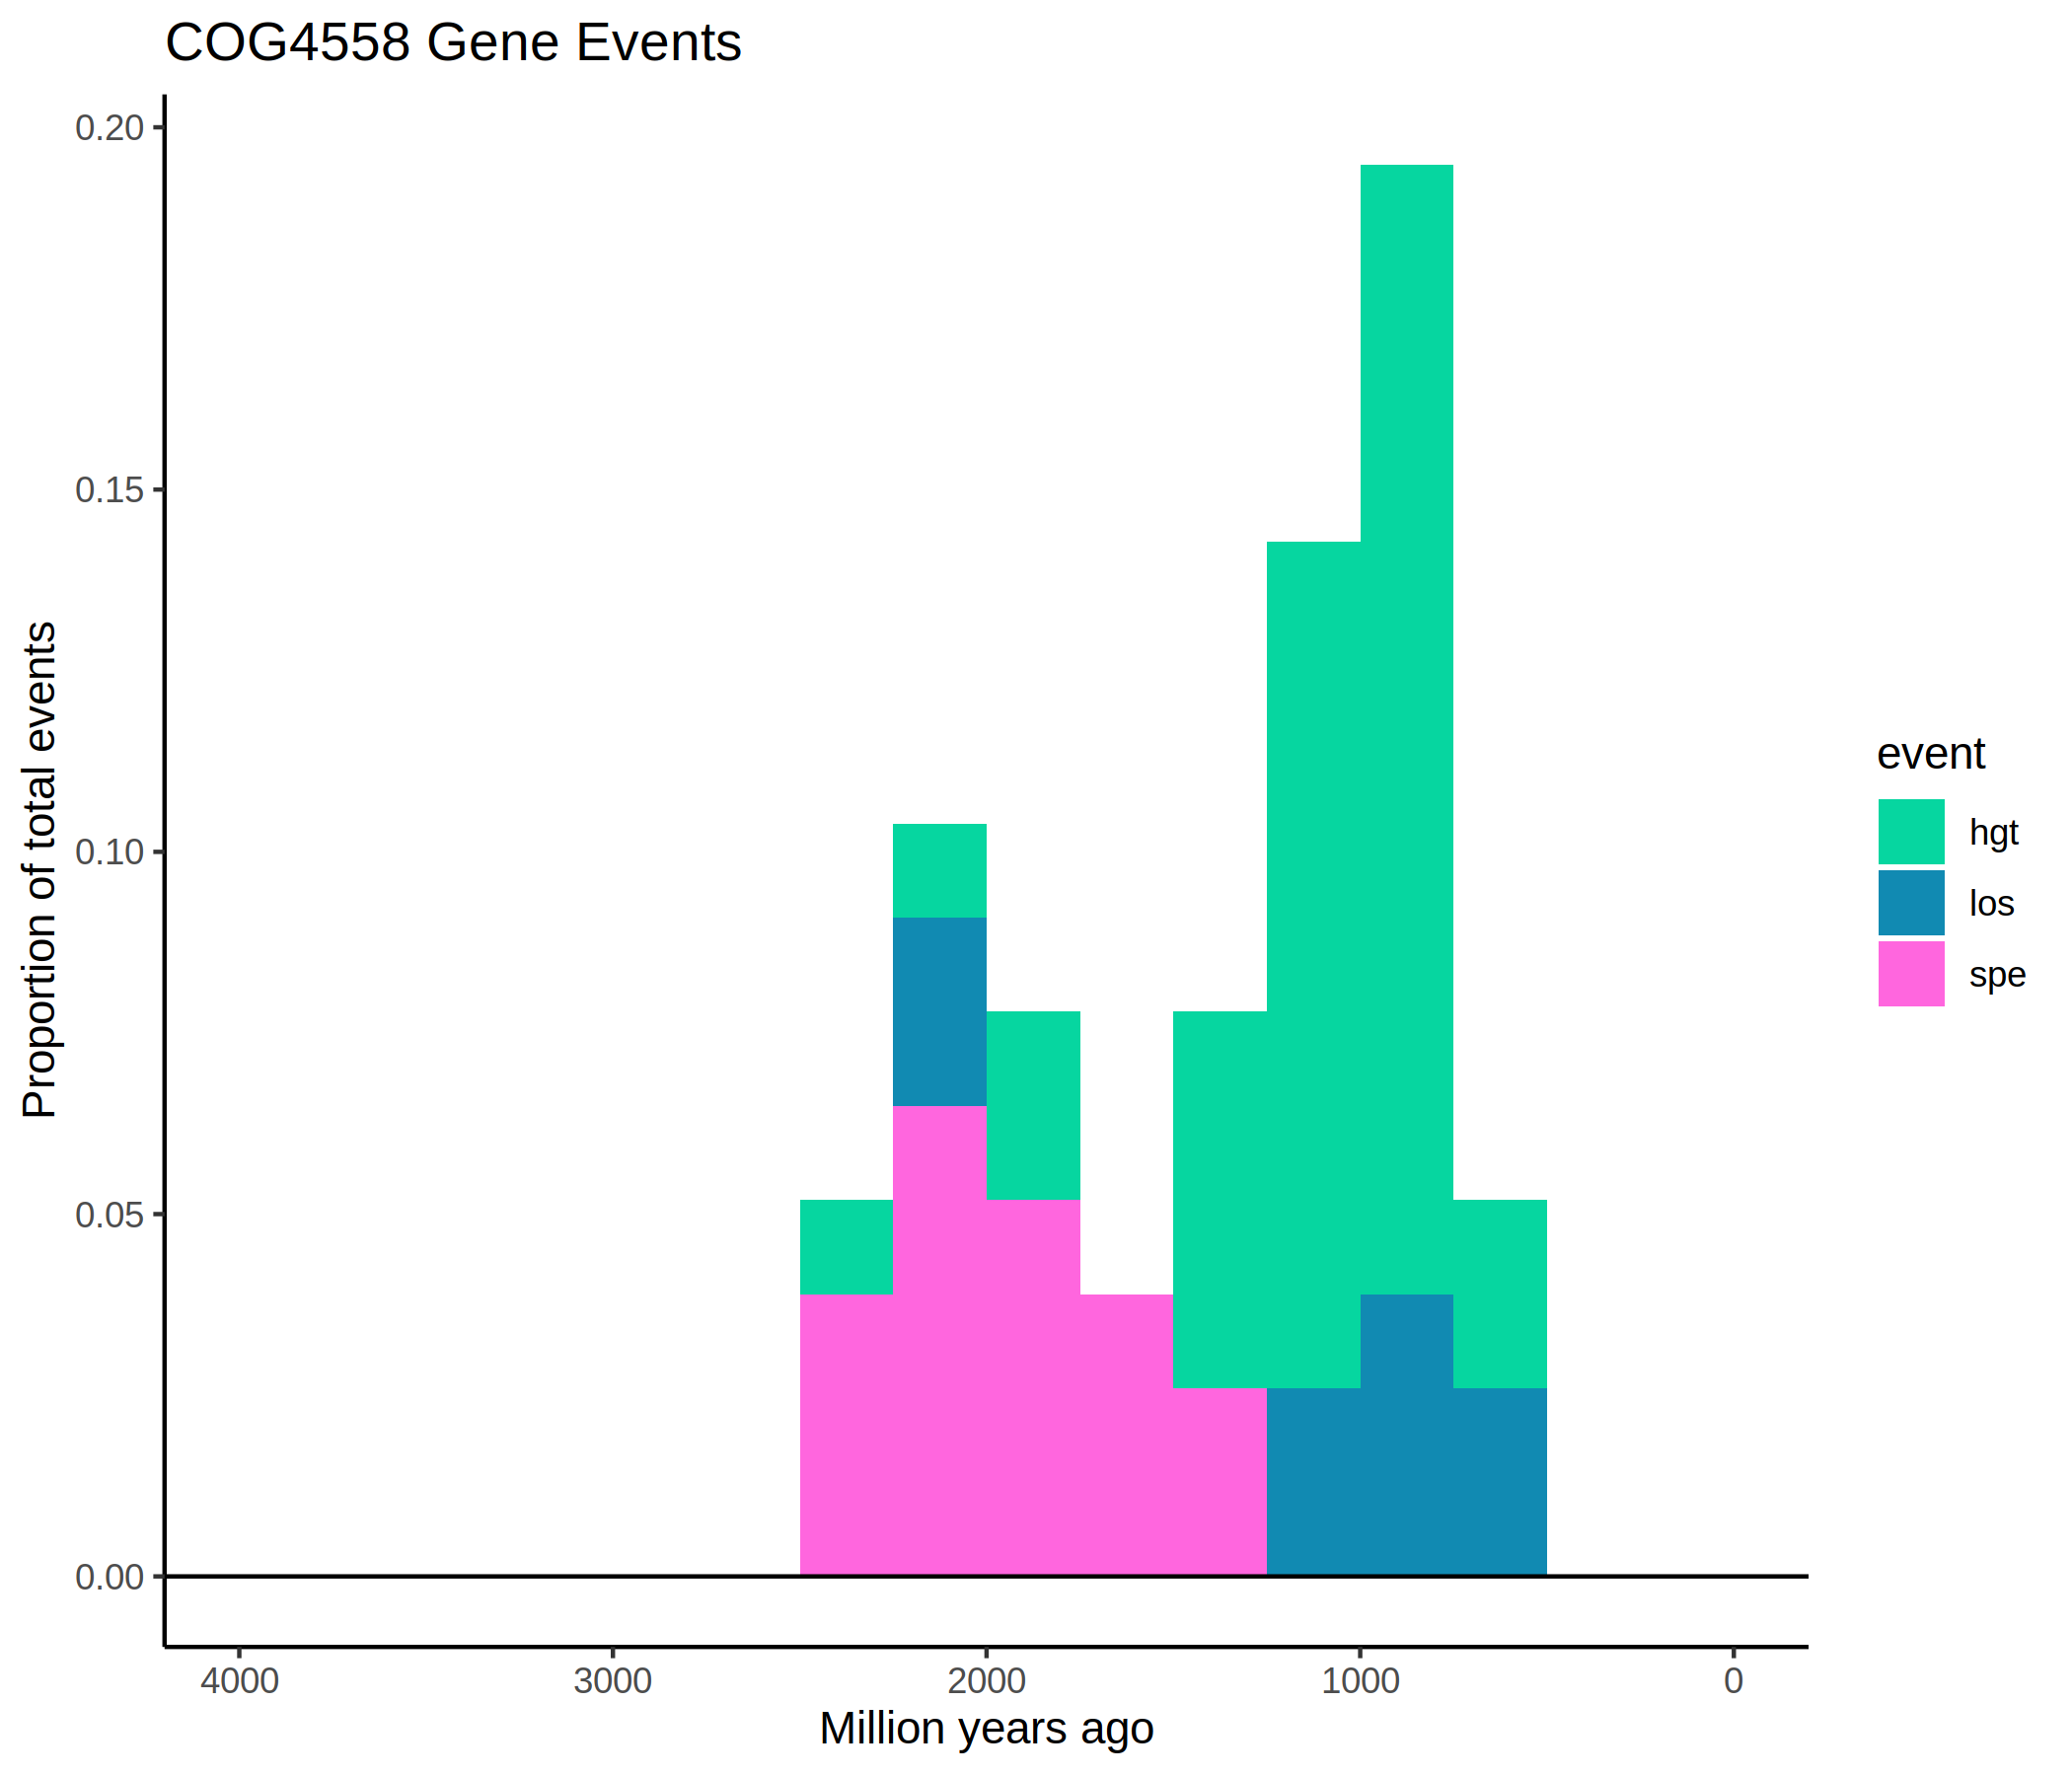 COG4558 Gene Events
Proportion of total events
0.20
0.15
0.10
0.05
0.00
4000 3000 2000 1000 0
Million years ago
event
hgt
los
spe